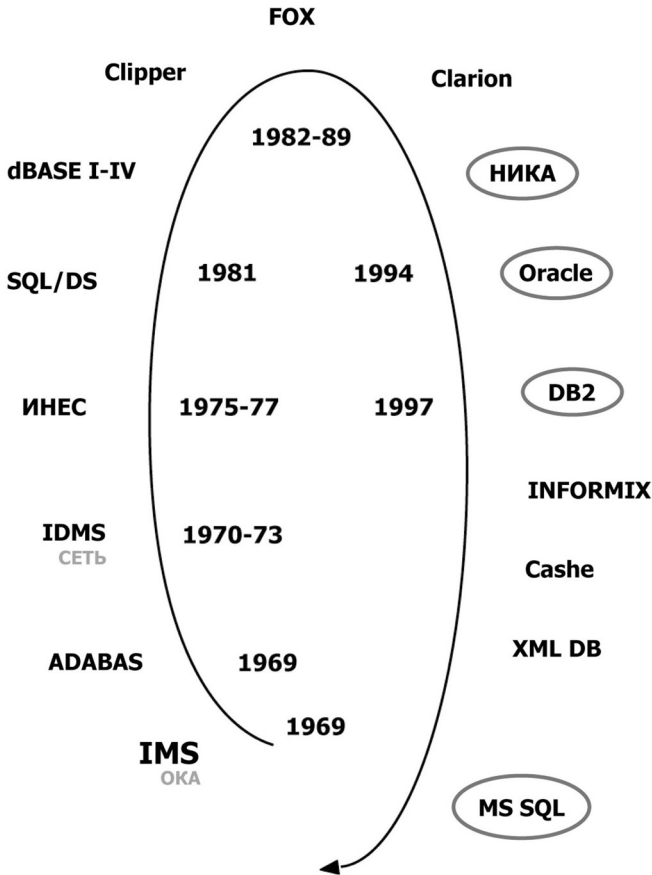 FOX
Clipper
Clarion
1982-89
dBASE I-IV
НИКА
SQL/DS
1981
1994
Oracle
ИНЕС
1975-77
1997
DB2
INFORMIX
IDMS
1970-73
СЕТЬ
Cashe
ADABAS
1969
XML DB
1969
IMS
ОКА
MS SQL